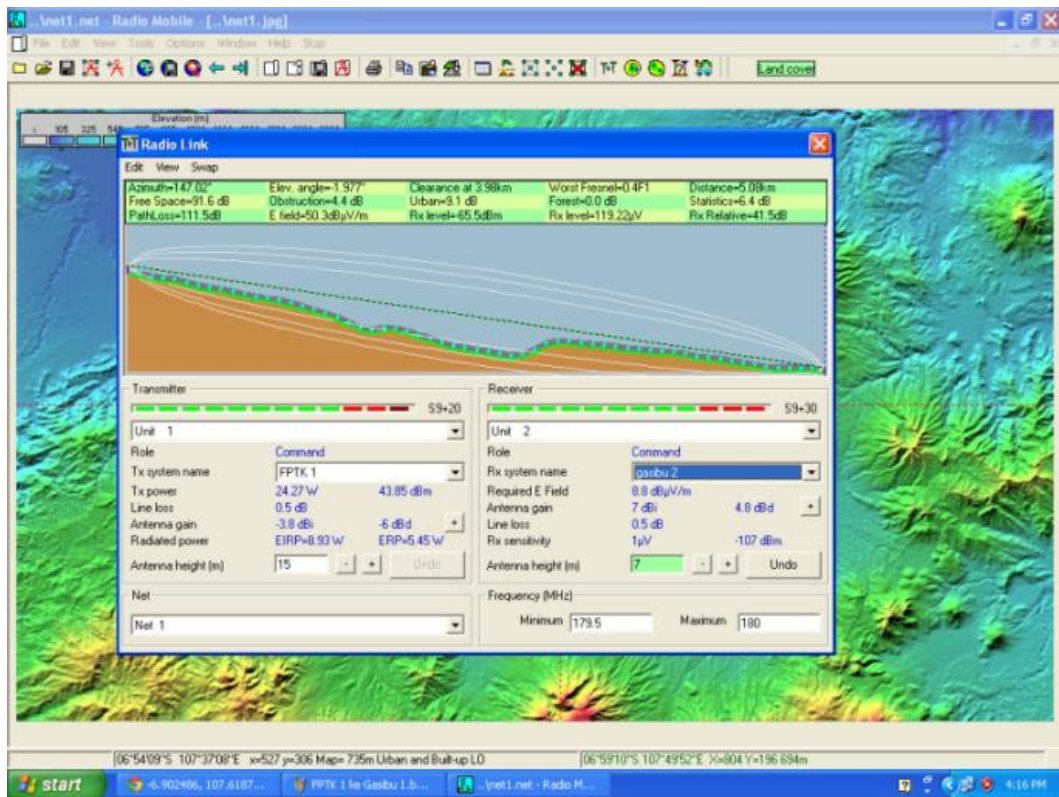 ..\net1.net - Radio Mobile - [..\net1.jpg]
File Edit View Tools Options Window Help Stop
Land cover
Elevation (m)
105 325
Radio Link
Edit View Swap
Azimuth=147.02° Elev. angle=-1.977° Clearance at 3.98km Worst Fresnel=0.4F1 Distance=5.08km
Free Space=91.6 dB Obstruction=4.4 dB Urban=9.1 dB Forest=0.0 dB Statistics=6.4 dB
PathLoss=111.5dB E field=50.3dBµV/m Rx level=-65.5dBm Rx level=119.22µV Rx Relative=41.5dB
Transmitter
S9+20
Unit 1
Role Command
Tx system name FPTK 1
Tx power 24.27 W 43.85 dBm
Line loss 0.5 dB
Antenna gain -3.8 dBi -6 dBd +
Radiated power EIRP=8.93 W ERP=5.45 W
Antenna height (m) 15 - + Undo
Net
Net 1
Receiver
S9+30
Unit 2
Role Command
Rx system name gasibu 2
Required E Field 8.8 dBµV/m
Antenna gain 7 dBi 4.8 dBd +
Line loss 0.5 dB
Rx sensitivity 1µV -107 dBm
Antenna height (m) 7 - + Undo
Frequency (MHz)
Minimum 179.5 Maximum 180
06°54'09"S 107°37'08"E x=527 y=306 Map= 735m Urban and Built-up LO 06°59'10"S 107°49'52"E X=804 Y=196 694m
start -6.902486, 107.6187... FPTK 1 ke Gasibu 1.b... ..\net1.net - Radio M... 4:16 PM